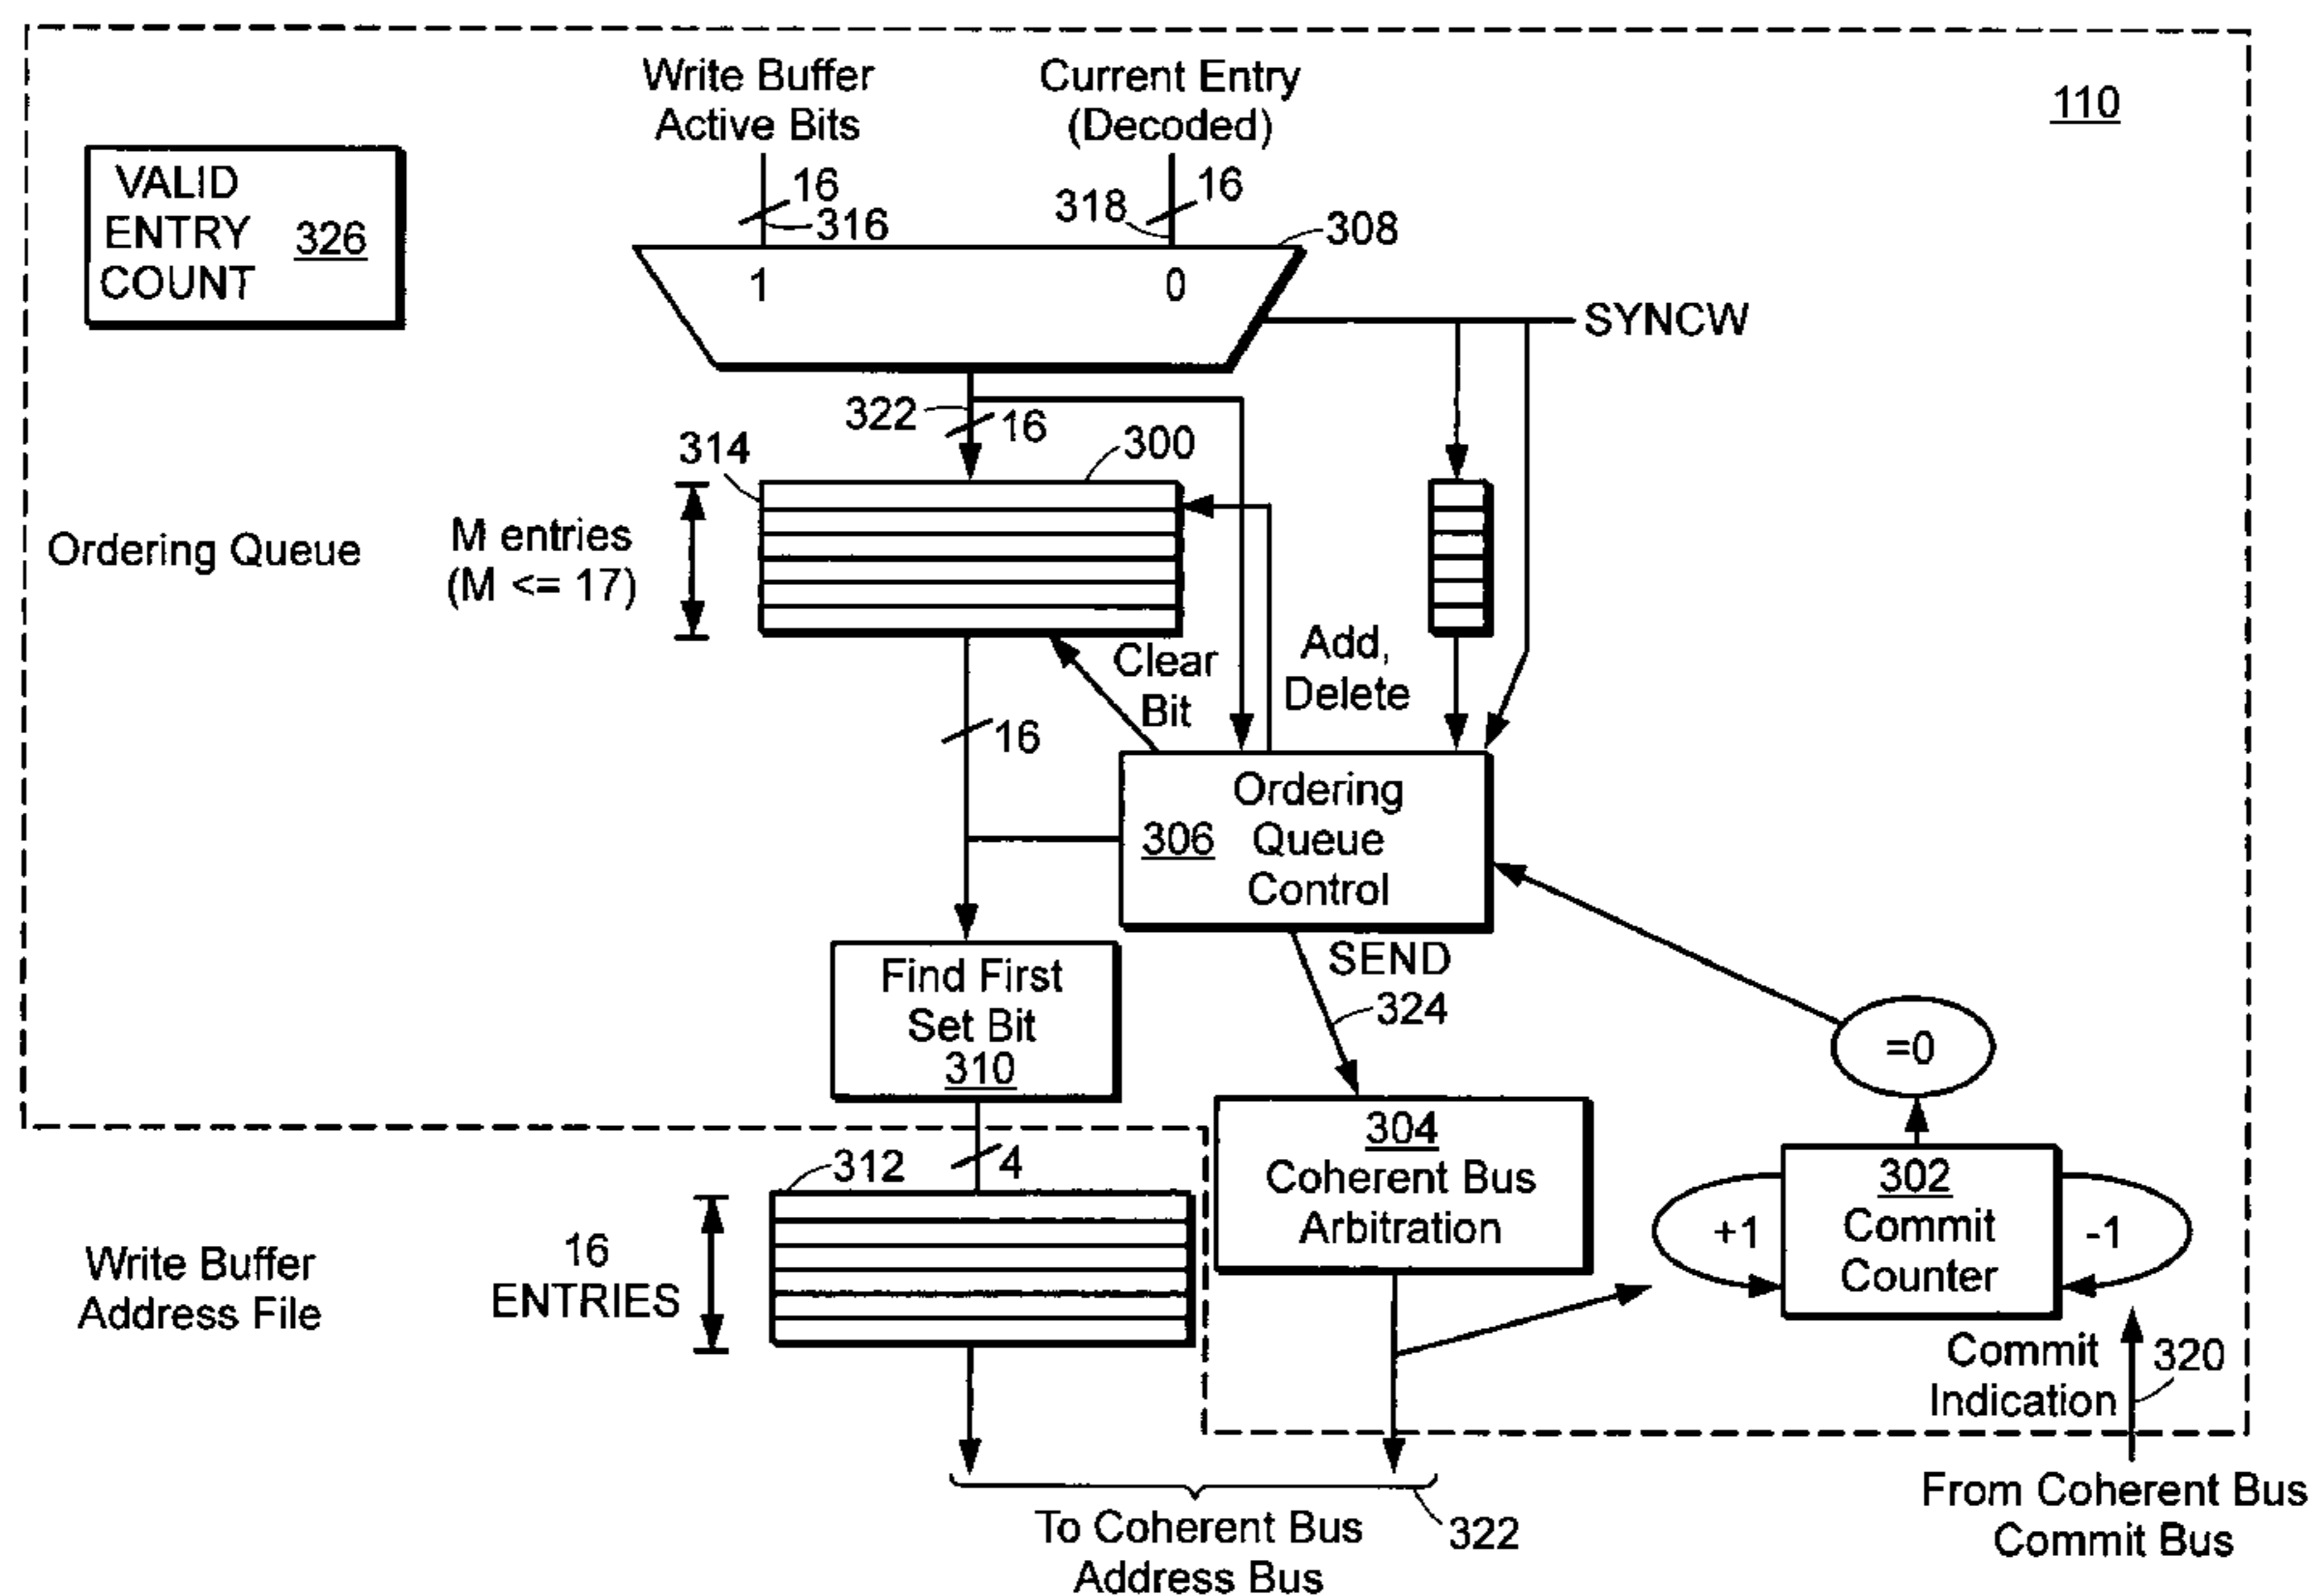 Write Buffer
Active Bits
Current Entry
(Decoded)
110
VALID
ENTRY
COUNT
326
16
316
318
16
308
1
0
SYNCW
322
16
314
300
Ordering Queue
M entries
(M <= 17)
Clear
Bit
Add,
Delete
16
Ordering
Queue
Control
306
SEND
324
Find First
Set Bit
310
=0
4
312
304
Coherent Bus
Arbitration
302
Commit
Counter
+1
-1
Write Buffer
Address File
16
ENTRIES
Commit
Indication
320
From Coherent Bus
Commit Bus
To Coherent Bus
Address Bus
322